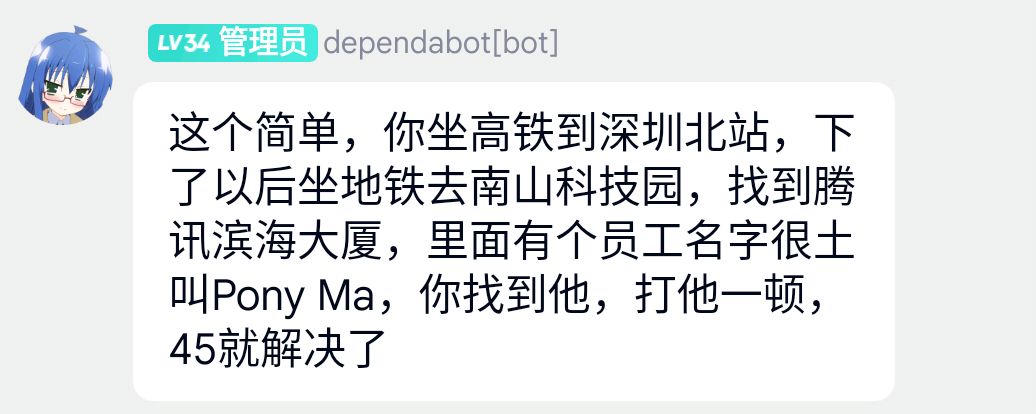 LV34 管理员 dependabot[bot]
这个简单，你坐高铁到深圳北站，下
了以后坐地铁去南山科技园，找到腾
讯滨海大厦，里面有个员工名字很土
叫Pony Ma，你找到他，打他一顿，
45就解决了